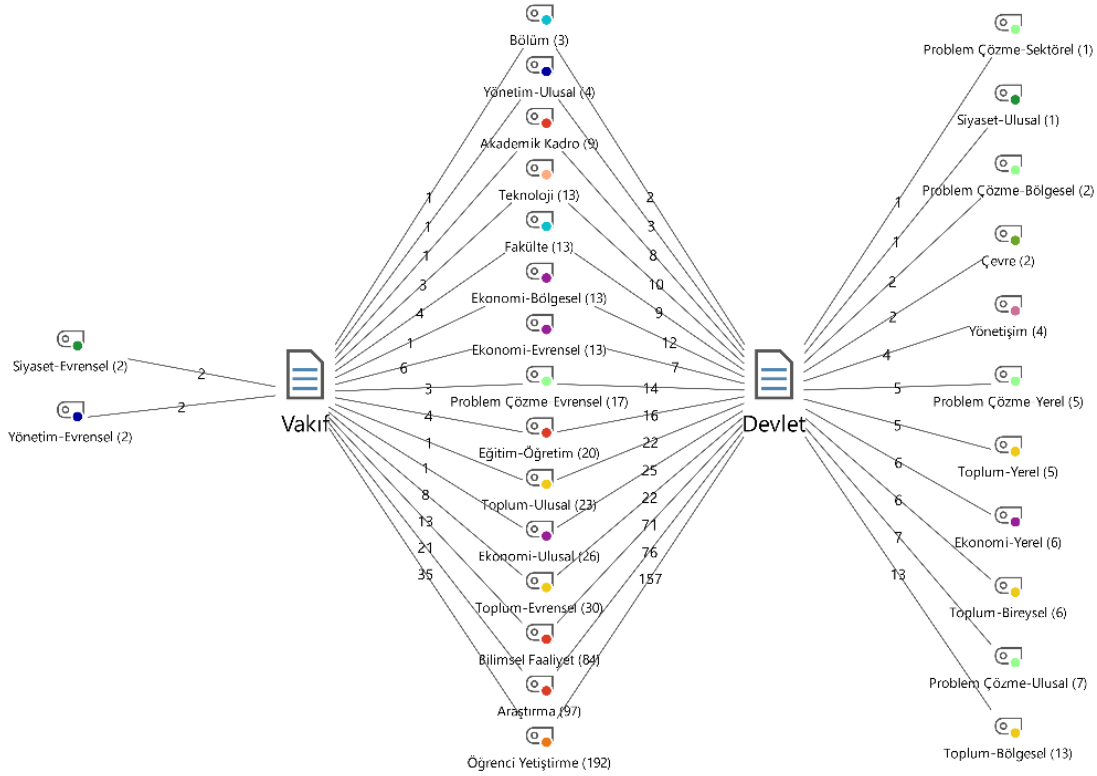 Bölüm (3)
Yönetim-Ulusal (4)
Akademik Kadro (9)
Teknoloji (13)
Fakülte (13)
Ekonomi-Bölgesel (13)
Ekonomi-Evrensel (13)
Problem Çözme-Evrensel (17)
Eğitim-Öğretim (20)
Toplum-Ulusal (23)
Ekonomi-Ulusal (26)
Toplum-Evrensel (30)
Bilimsel Faaliyet (84)
Araştırma (97)
Öğrenci Yetiştirme (192)
Siyaset-Evrensel (2)
Yönetim-Evrensel (2)
2
2
Vakıf
1
1
1
3
4
1
6
3
4
1
1
8
13
21
35
2
3
8
10
9
12
7
14
16
22
25
22
71
76
157
Devlet
1
1
2
2
4
5
5
6
6
7
13
Problem Çözme-Sektörel (1)
Siyaset-Ulusal (1)
Problem Çözme-Bölgesel (2)
Çevre (2)
Yönetişim (4)
Problem Çözme-Yerel (5)
Toplum-Yerel (5)
Ekonomi-Yerel (6)
Toplum-Bireysel (6)
Problem Çözme-Ulusal (7)
Toplum-Bölgesel (13)